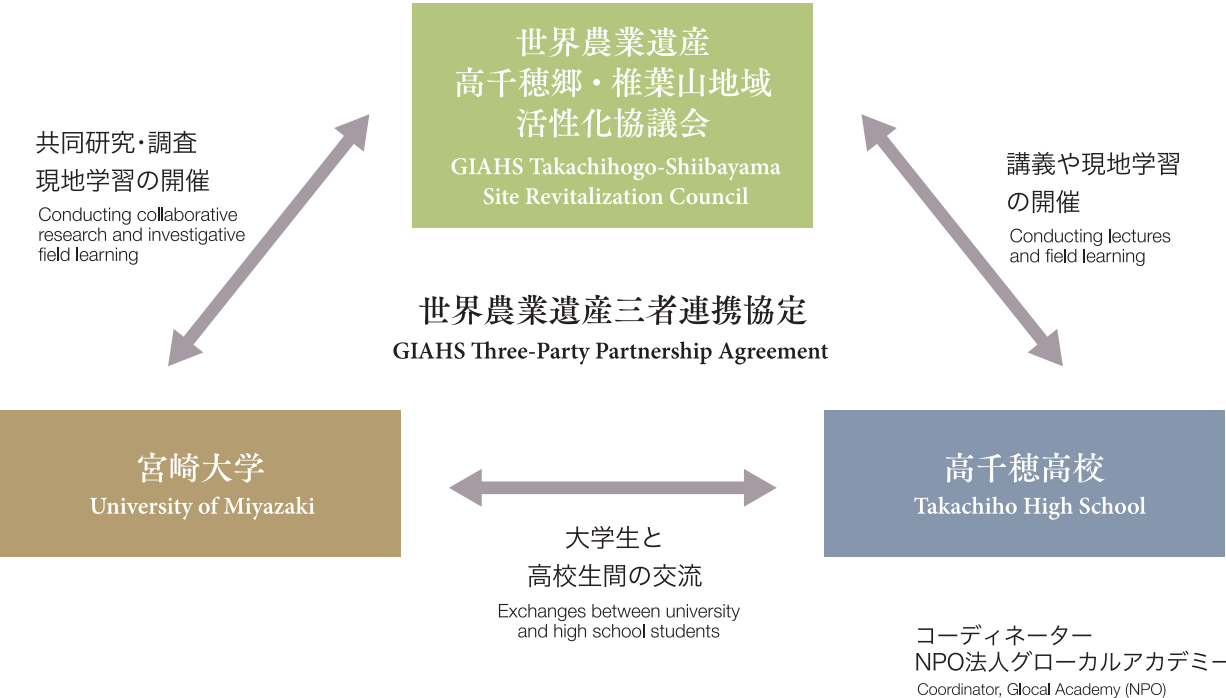 世界農業遺産
高千穂郷・椎葉山地域
活性化協議会
GIAHS Takachihogo-Shiibayama
Site Revitalization Council
共同研究・調査
現地学習の開催
Conducting collaborative
research and investigative
field learning
講義や現地学習
の開催
Conducting lectures
and field learning
世界農業遺産三者連携協定
GIAHS Three-Party Partnership Agreement
宮崎大学
University of Miyazaki
高千穂高校
Takachiho High School
大学生と
高校生間の交流
Exchanges between university
and high school students
コーディネーター
NPO法人グローカルアカデミー
Coordinator, Glocal Academy (NPO)